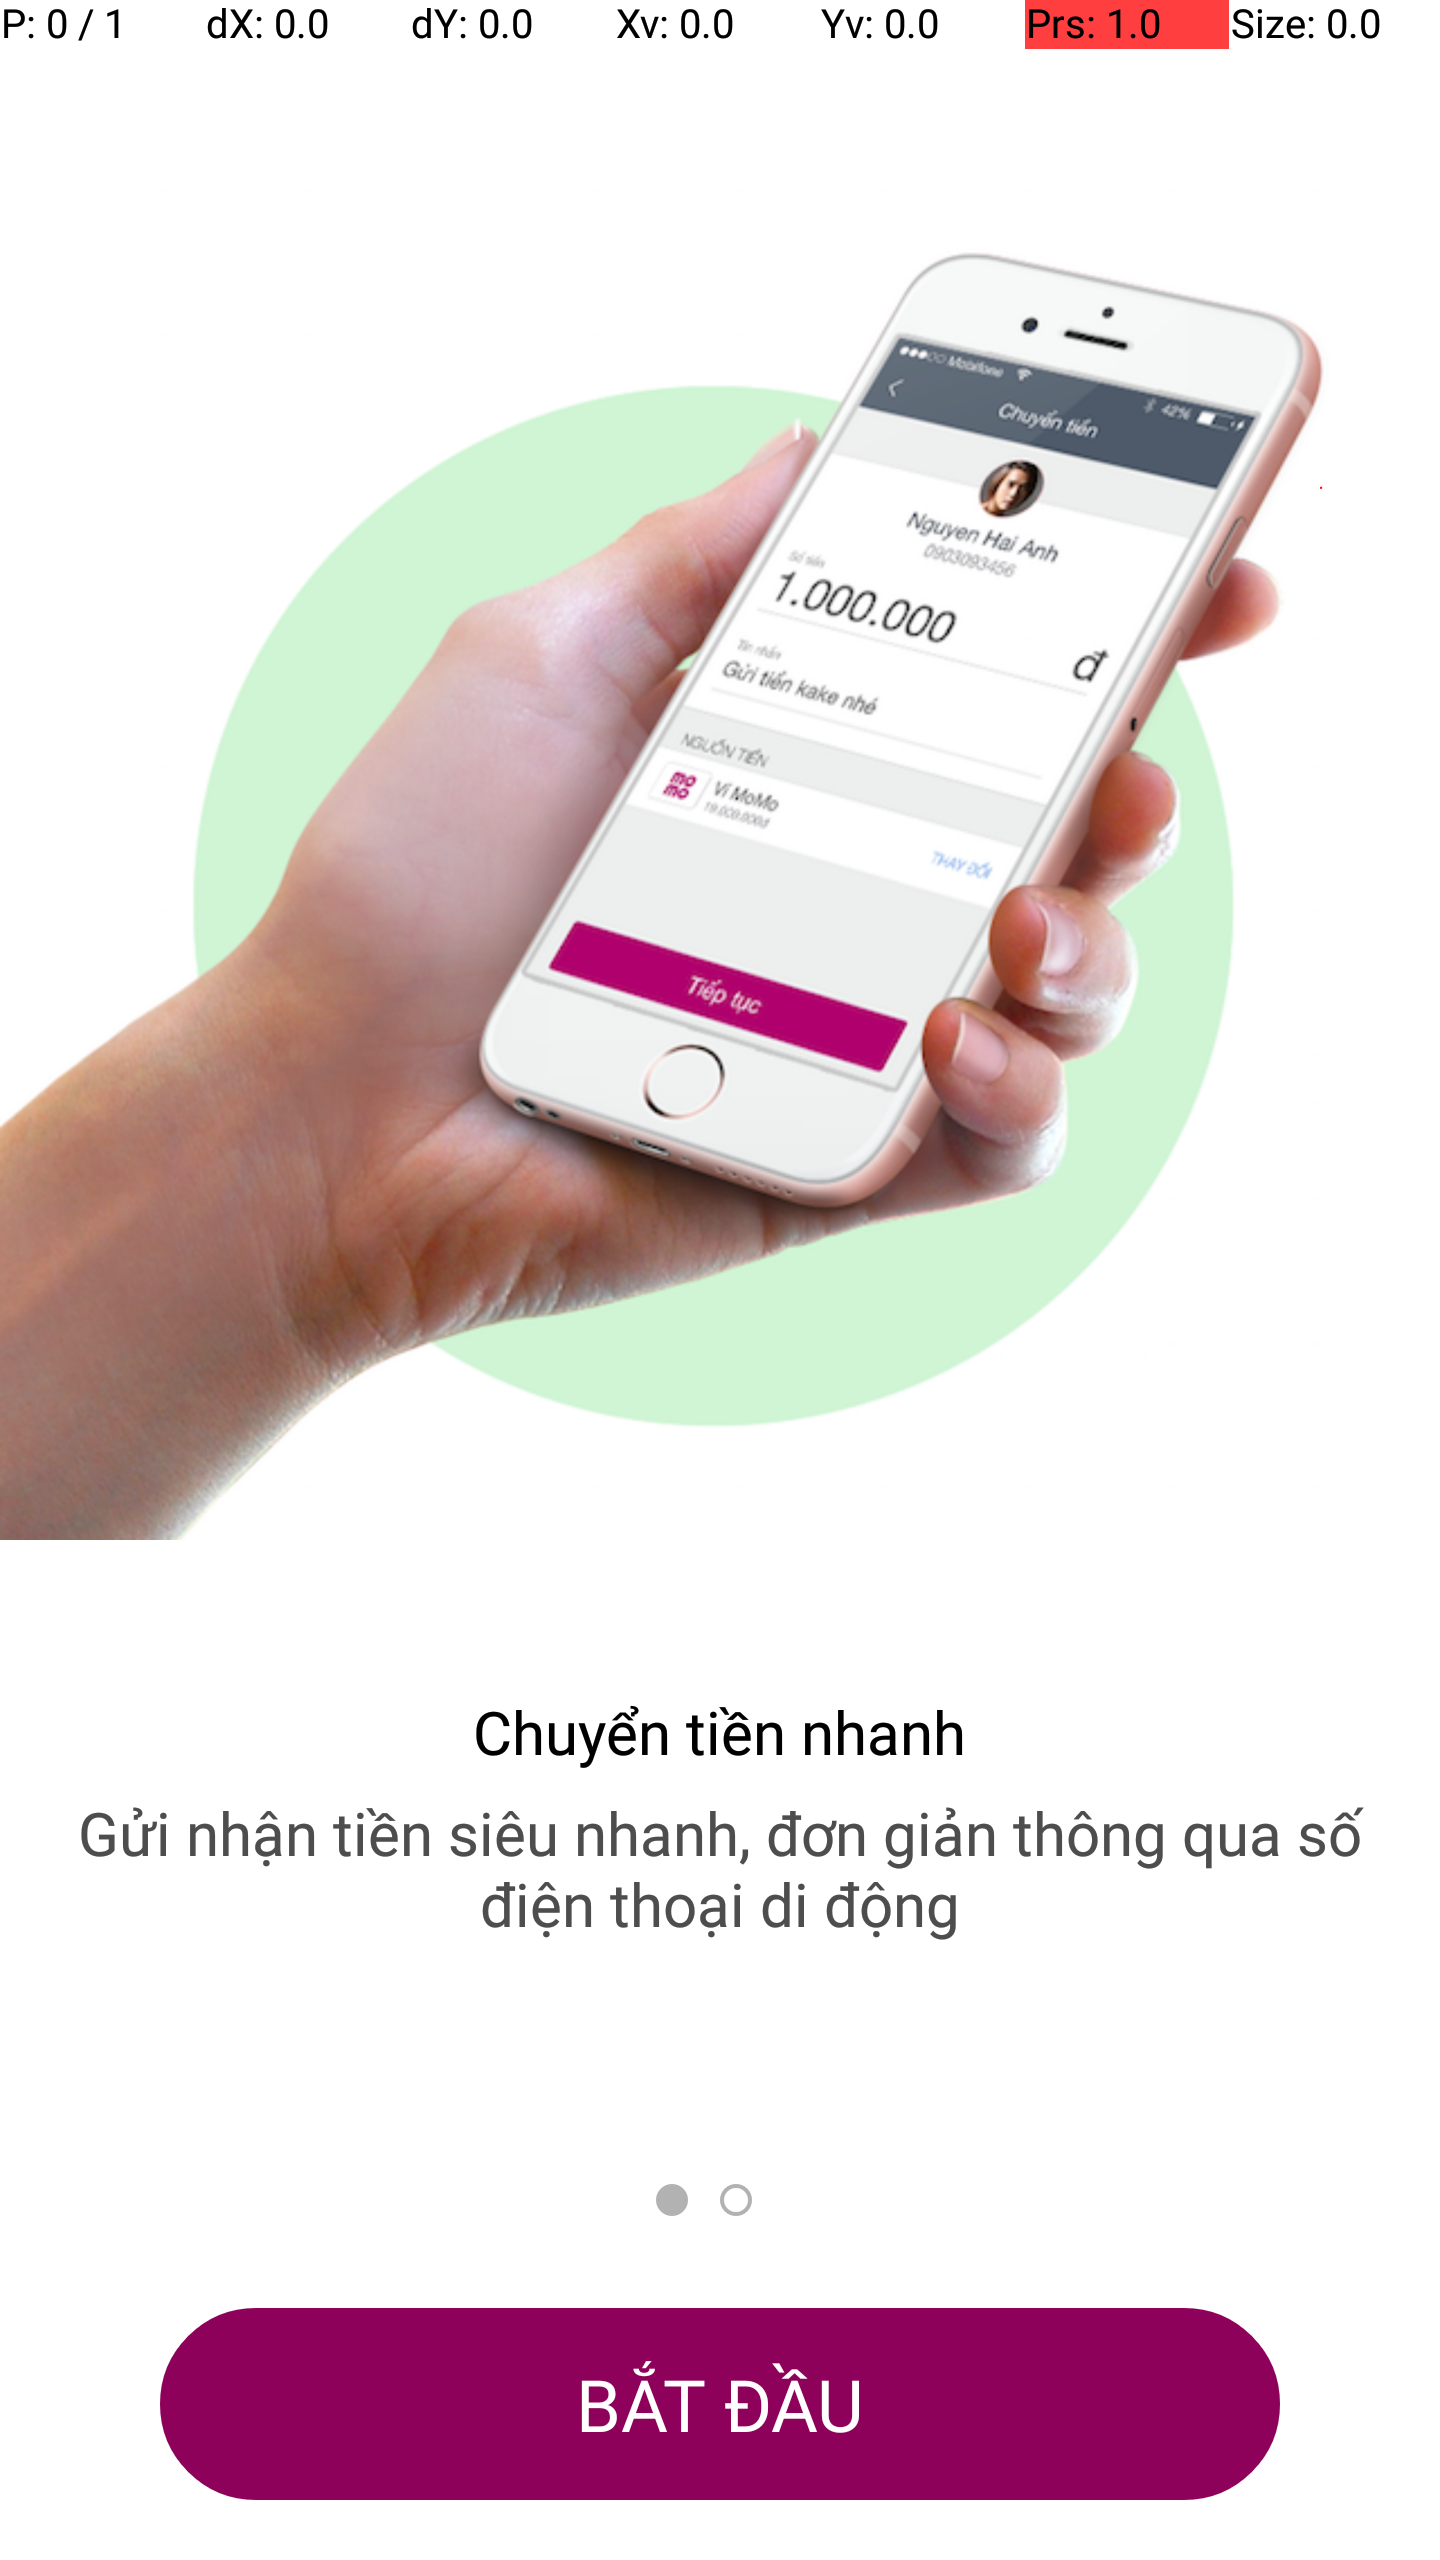 P: 0 / 1 dX: 0.0 dY: 0.0 Xv: 0.0 Yv: 0.0 Prs: 1.0 Size: 0.0
Mobifone 42%
Chuyển tiền
Nguyen Hai Anh
0903093456
Số tiền
1.000.000 đ
Tin nhắn
Gửi tiền kake nhé
NGUỒN TIỀN
mo
mo
Ví MoMo
19.000.000đ
THAY ĐỔI
Tiếp tục
Chuyển tiền nhanh
Gửi nhận tiền siêu nhanh, đơn giản thông qua số
điện thoại di động
BẮT ĐẦU